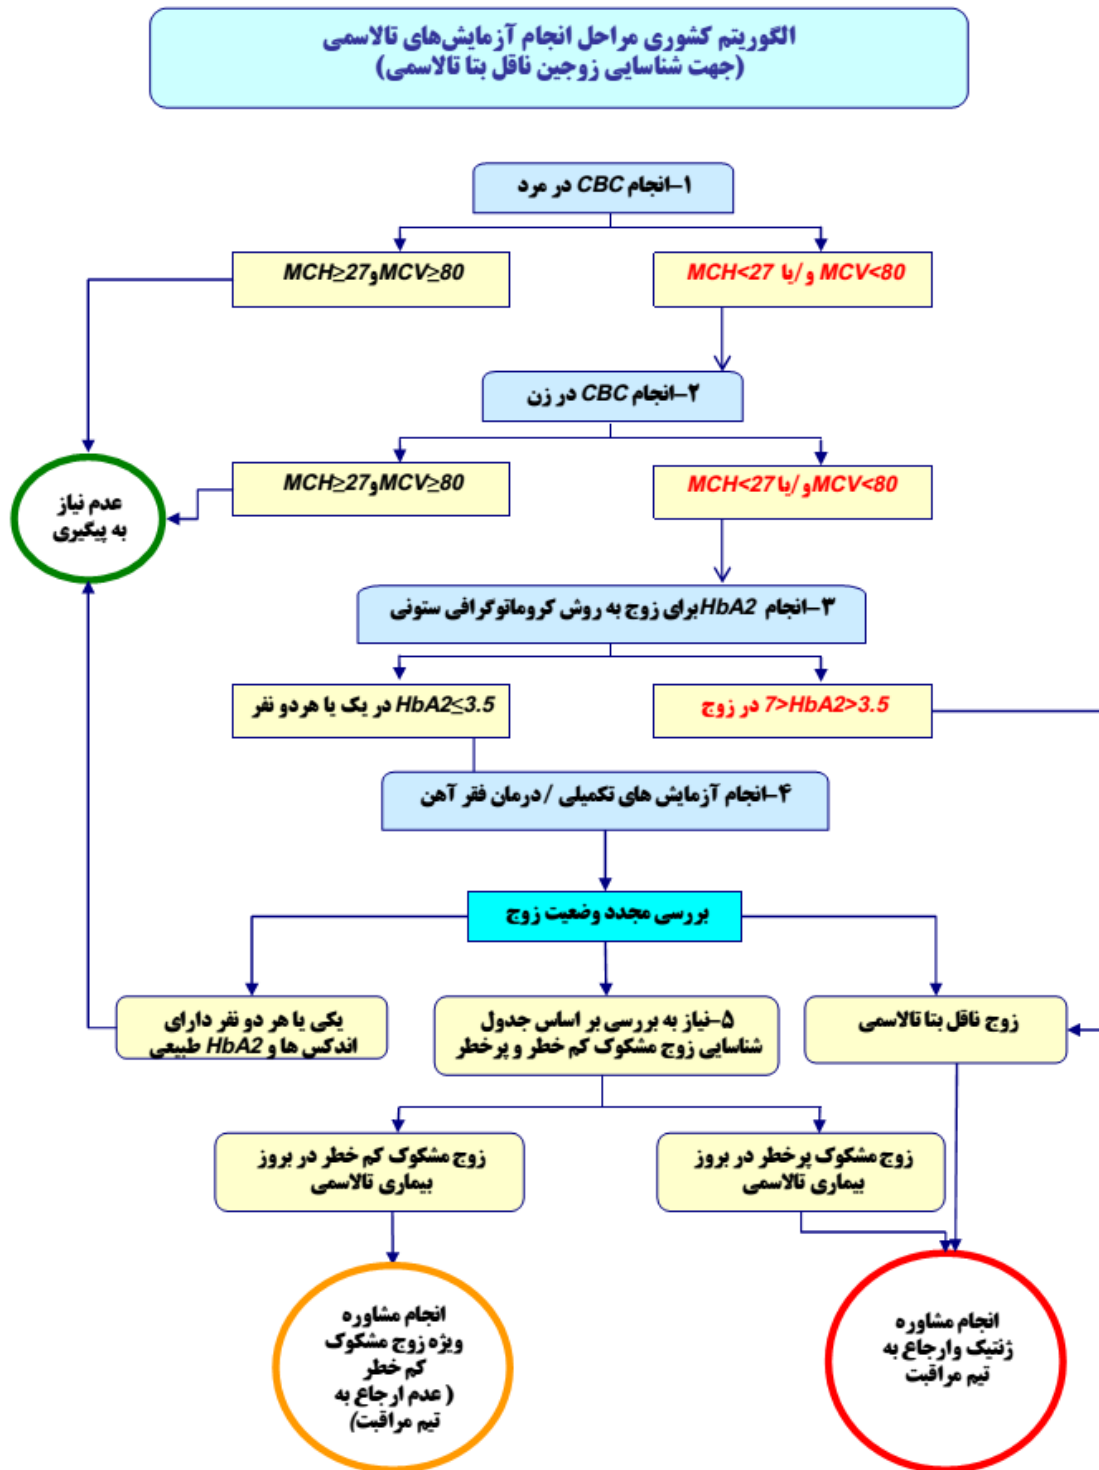 الگوریتم کشوری مراحل انجام آزمایش‌های تالاسمی
(جهت شناسایی زوجین ناقل بتا تالاسمی)
۱-انجام CBC در مرد
MCH≥27وMCV≥80
MCH<27 و/یا MCV<80
۲-انجام CBC در زن
MCH≥27وMCV≥80
MCH<27و/یاMCV<80
عدم نیاز
به پیگیری
۳-انجام HbA2برای زوج به روش کروماتوگرافی ستونی
HbA2≤3.5 در یک یا هردو نفر
7>HbA2>3.5 در زوج
۴-انجام آزمایش های تکمیلی / درمان فقر آهن
بررسی مجدد وضعیت زوج
یکی یا هر دو نفر دارای
اندکس ها و HbA2 طبیعی
۵-نیاز به بررسی بر اساس جدول
شناسایی زوج مشکوک کم خطر و پرخطر
زوج ناقل بتا تالاسمی
زوج مشکوک کم خطر در بروز
بیماری تالاسمی
زوج مشکوک پرخطر در بروز
بیماری تالاسمی
انجام مشاوره
ویژه زوج مشکوک
کم خطر
( عدم ارجاع به
تیم مراقبت)
انجام مشاوره
ژنتیک وارجاع به
تیم مراقبت